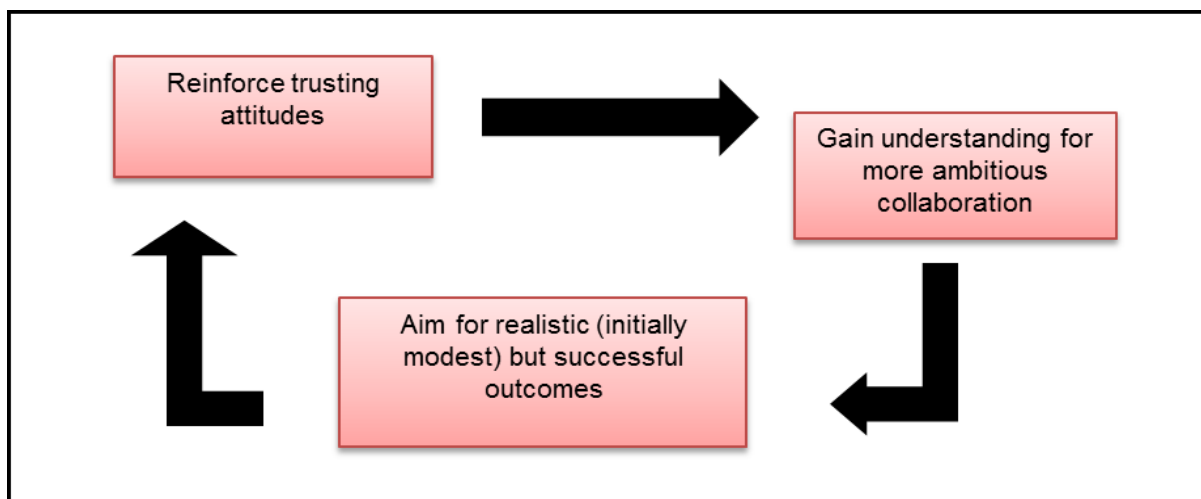 Reinforce trusting
attitudes
Gain understanding for
more ambitious
collaboration
Aim for realistic (initially
modest) but successful
outcomes